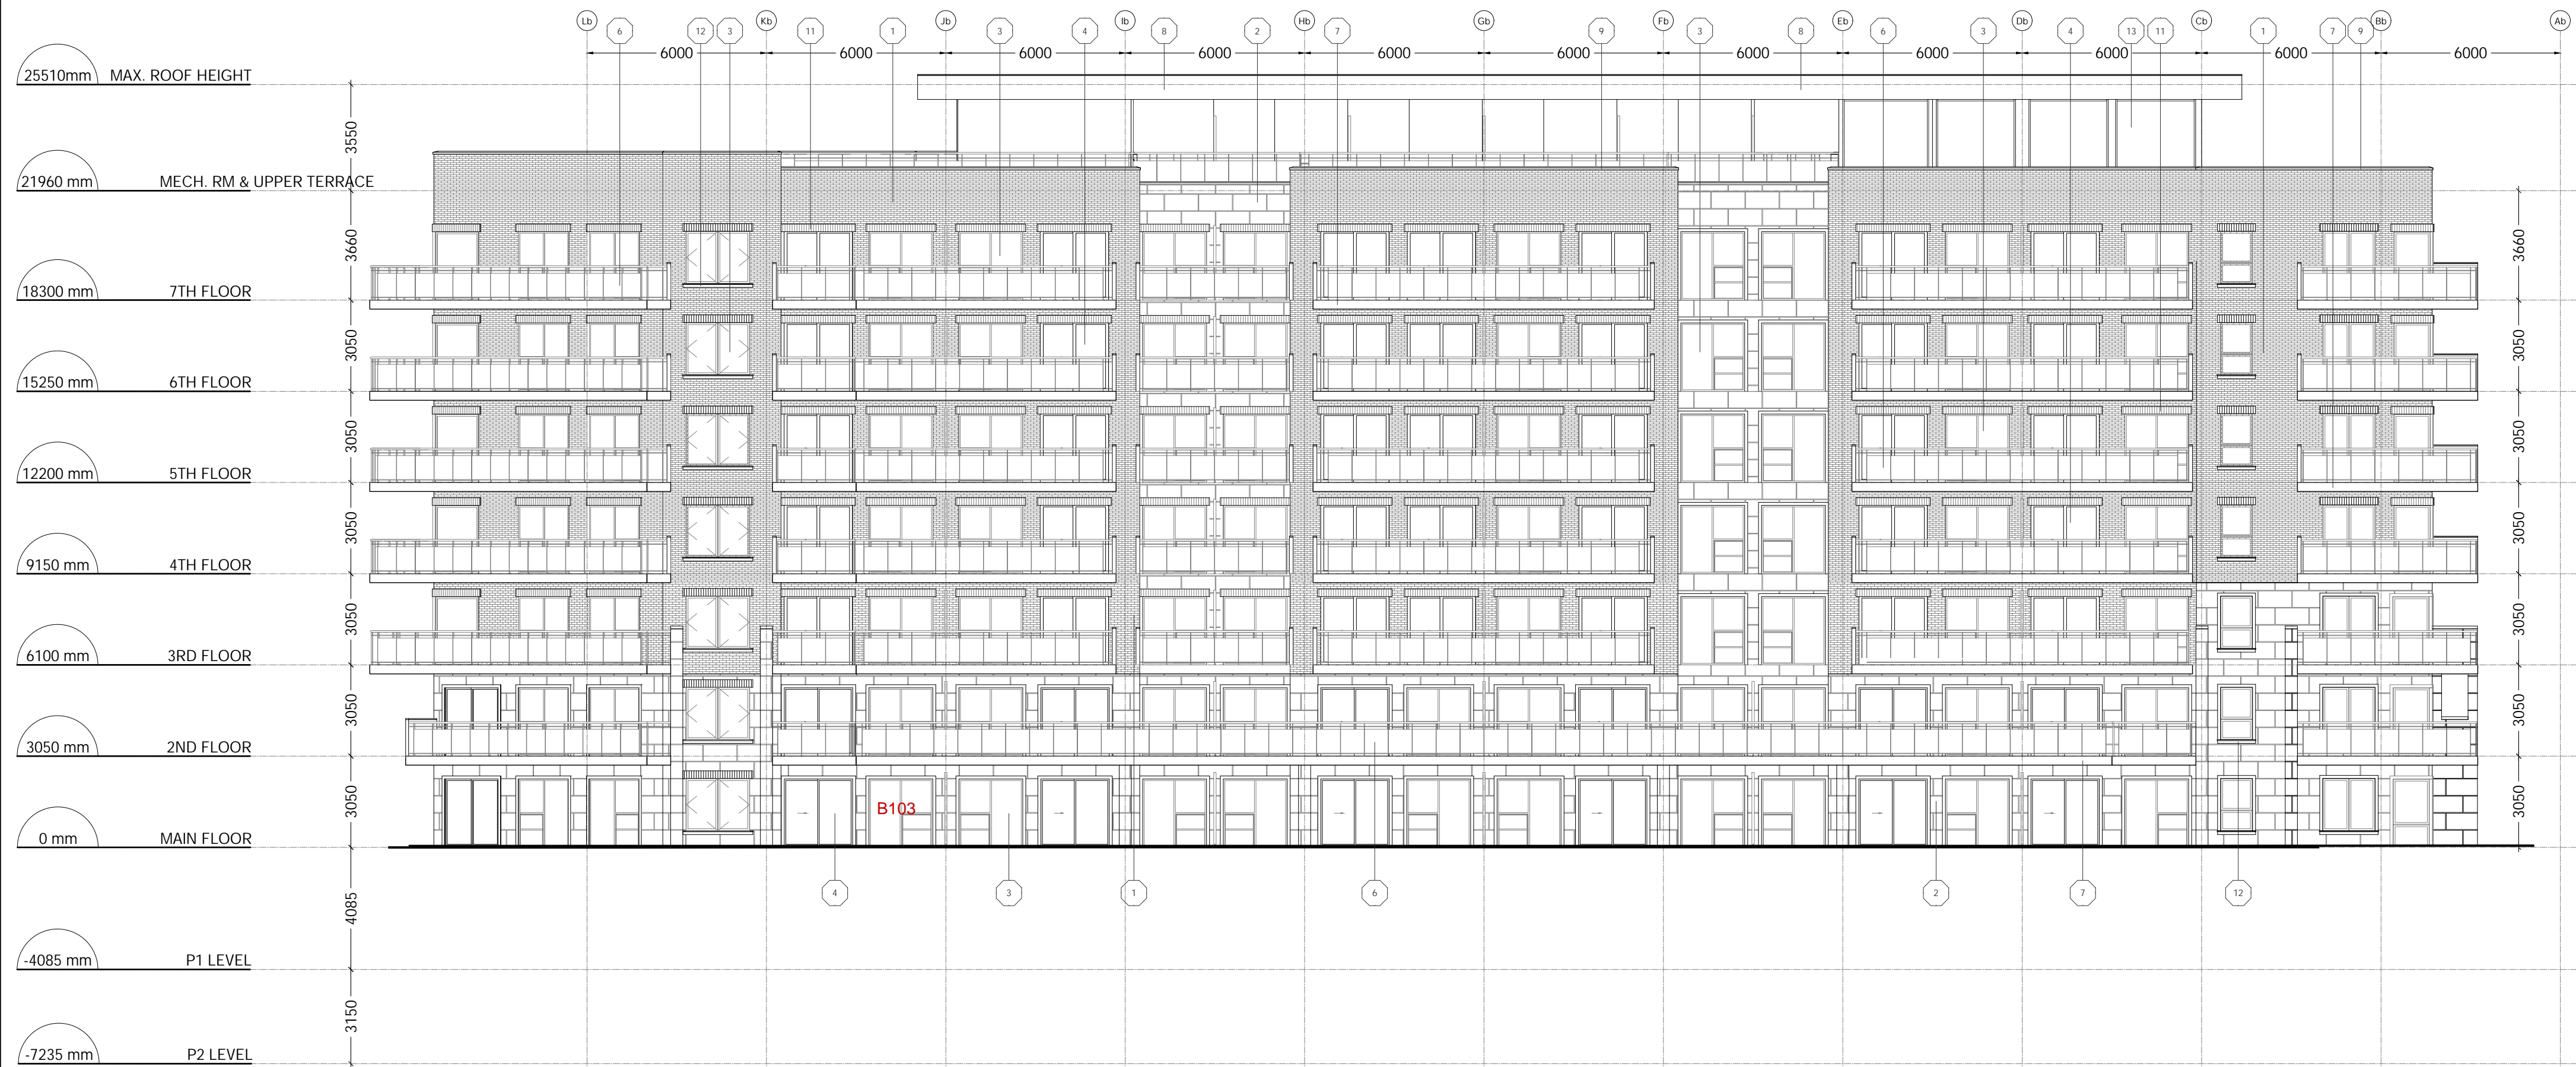 Lb Kb Jb Ib Hb Gb Fb Eb Db Cb Bb Ab
6 12 3 11 1 3 4 8 2 7 9 3 8 6 3 4 13 11 1 7 9
6000 6000 6000 6000 6000 6000 6000 6000 6000 6000 6000
25510mm MAX. ROOF HEIGHT
3550
21960 mm MECH. RM & UPPER TERRACE
3660 3660
18300 mm 7TH FLOOR
3050 3050
15250 mm 6TH FLOOR
3050 3050
12200 mm 5TH FLOOR
3050 3050
9150 mm 4TH FLOOR
3050 3050
6100 mm 3RD FLOOR
3050 3050
3050 mm 2ND FLOOR
3050 B103 3050
0 mm MAIN FLOOR
4 3 1 6 2 7 12
4085
-4085 mm P1 LEVEL
3150
-7235 mm P2 LEVEL